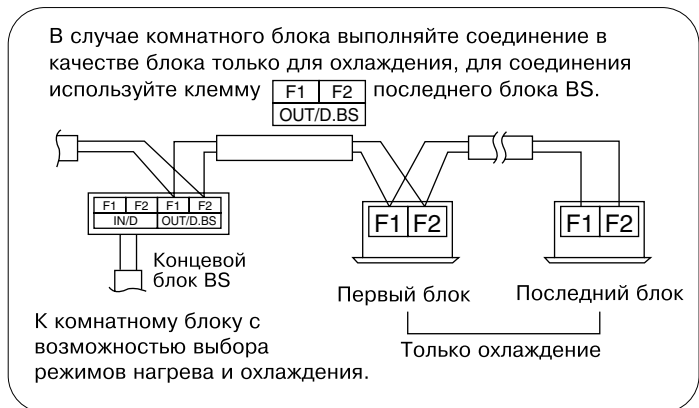 В случае комнатного блока выполняйте соединение в
качестве блока только для охлаждения, для соединения
используйте клемму F1 F2 последнего блока BS.
OUT/D.BS
F1 F2 F1 F2
IN/D OUT/D.BS
F1 F2
F1 F2
Концевой
блок BS
Первый блок
Последний блок
К комнатному блоку с
возможностью выбора
режимов нагрева и охлаждения.
Только охлаждение